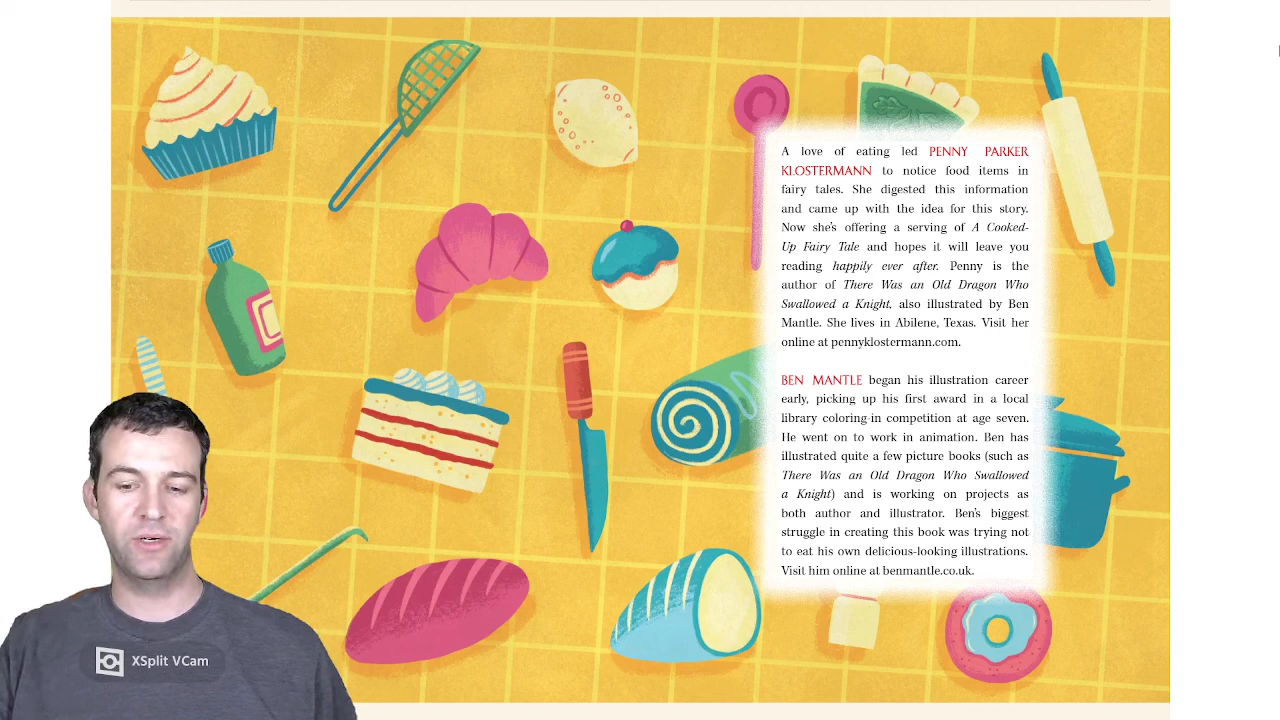 A love of eating led PENNY PARKER
KLOSTERMANN to notice food items in
fairy tales. She digested this information
and came up with the idea for this story.
Now she's offering a serving of A Cooked-
Up Fairy Tale and hopes it will leave you
reading happily ever after. Penny is the
author of There Was an Old Dragon Who
Swallowed a Knight, also illustrated by Ben
Mantle. She lives in Abilene, Texas. Visit her
online at pennyklostermann.com.
BEN MANTLE began his illustration career
early, picking up his first award in a local
library coloring-in competition at age seven.
He went on to work in animation. Ben has
illustrated quite a few picture books (such as
There Was an Old Dragon Who Swallowed
a Knight) and is working on projects as
both author and illustrator. Ben's biggest
struggle in creating this book was trying not
to eat his own delicious-looking illustrations.
Visit him online at benmantle.co.uk.
XSplit VCam